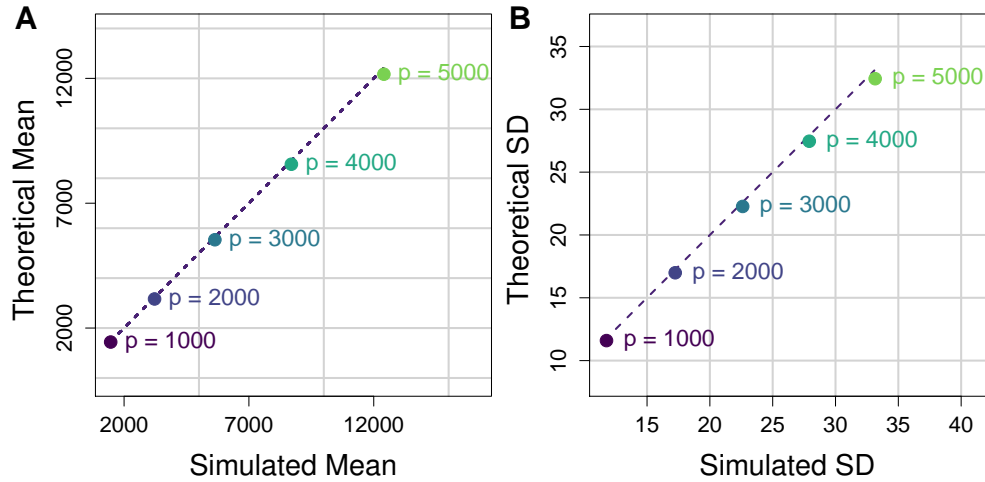 A
Theoretical Mean
12000
7000
2000
p = 5000
p = 4000
p = 3000
p = 2000
p = 1000
2000 7000 12000
Simulated Mean
B
Theoretical SD
35
30
25
20
15
10
p = 5000
p = 4000
p = 3000
p = 2000
p = 1000
15 20 25 30 35 40
Simulated SD